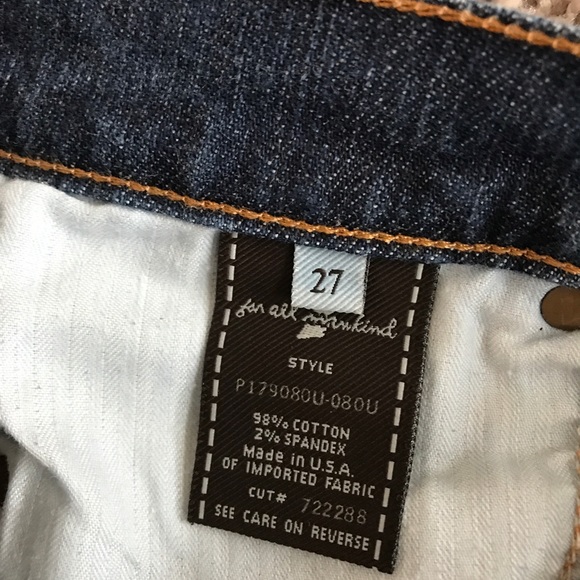 27
for all mankind
STYLE
P179080U-080U
98% COTTON
2% SPANDEX
Made in U.S.A.
OF IMPORTED FABRIC
CUT# 722288
SEE CARE ON REVERSE